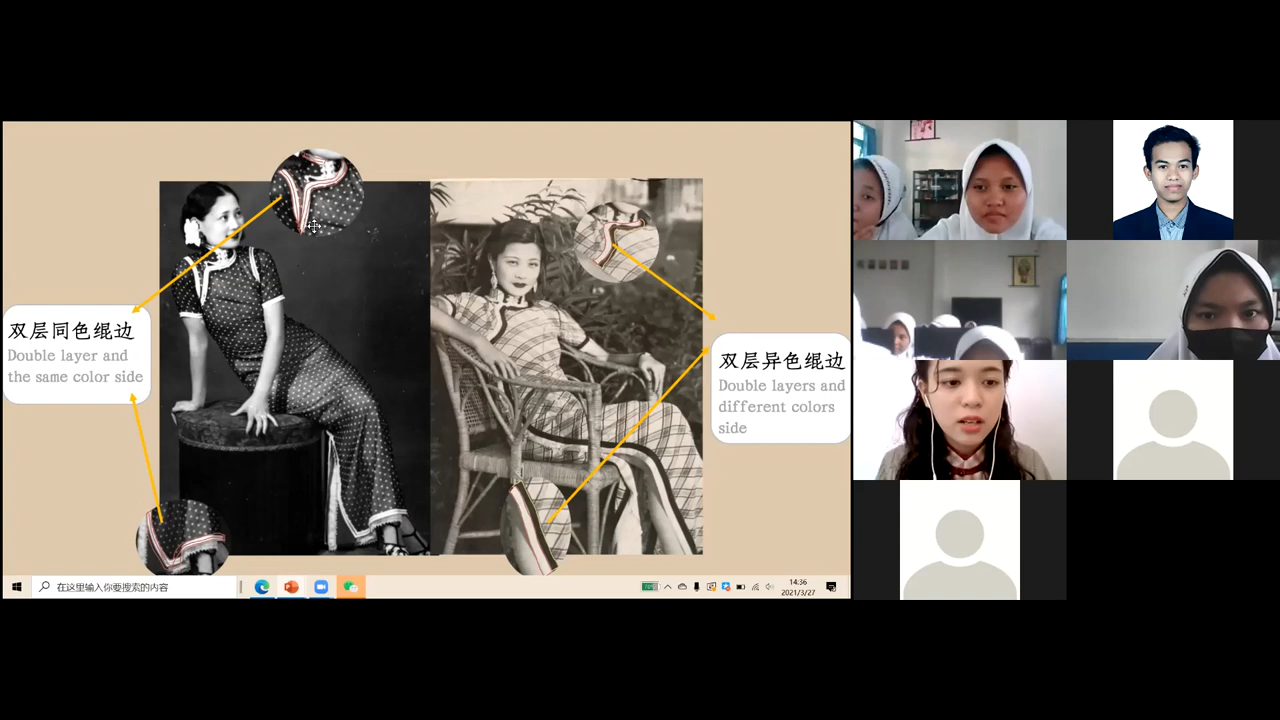 双层同色绲边
Double layer and
the same color side
双层异色绲边
Double layers and
different colors
side
在这里输入你要搜索的内容
14:36
2021/3/27